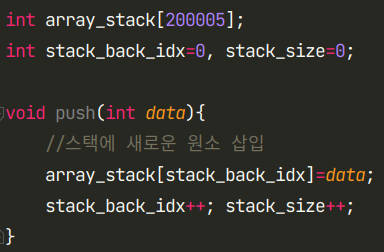 int array_stack[200005];
int stack_back_idx=0, stack_size=0;
void push(int data){
//스택에 새로운 원소 삽입
array_stack[stack_back_idx]=data;
stack_back_idx++; stack_size++;
}